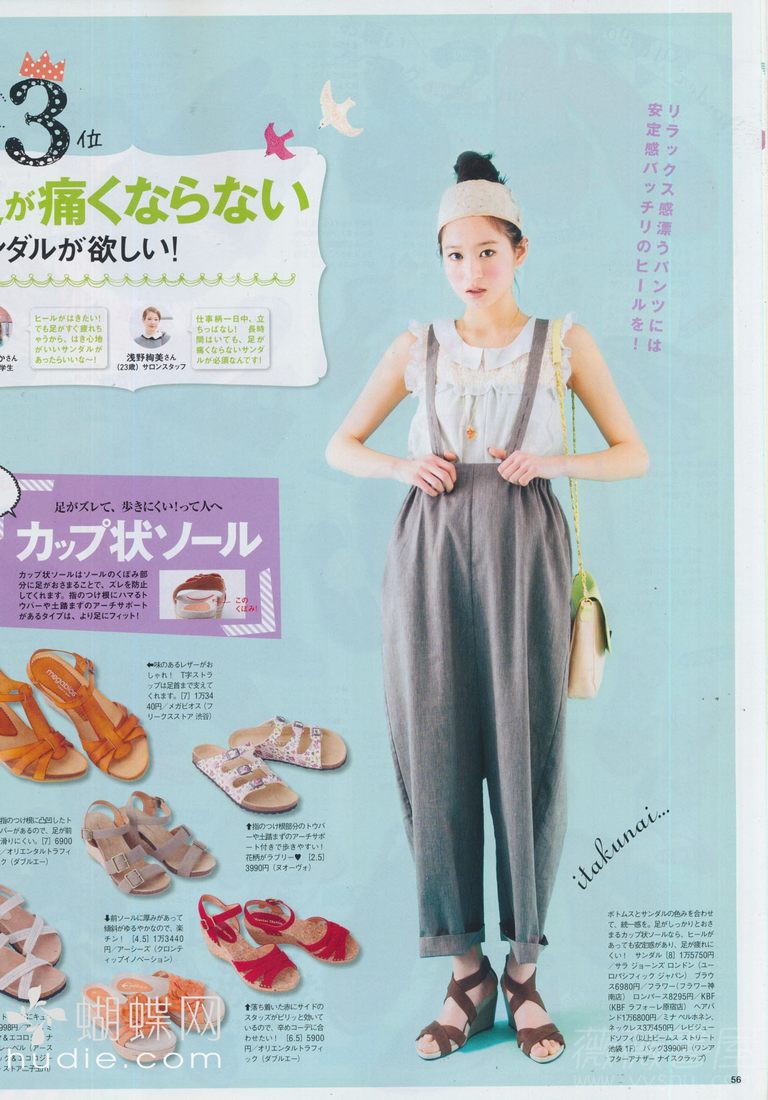 3位
が痛くならない
ンダルが欲しい！
ヒールがはきたい！
でも足がすぐ疲れち
ゃうから、はき心地
がいいサンダルが
あったらいいな〜！
かさん
学生
浅野絢美さん
（23歳）サロンスタッフ
仕事柄一日中、立
ちっぱなし！ 長時
間はいても、足が
痛くならないサンダ
ルが必須なんです！
リラックス感漂うパンツには
安定感バッチリのヒールを！
足がズレて、歩きにくい！って人へ
カップ状ソール
カップ状ソールはソールのくぼみ部
分に足がおさまることで、ズレを防止
してくれます。指のつけ根にハマるト
ウバーや土踏まずのアーチサポート
があるタイプは、より足にフィット！
この
くぼみ！
megabios
←味のあるレザーがお
しゃれ！ T字ストラ
ップは足首まで支えて
くれます。[7] 1万34
40円／メガビオス（フ
リークスストア 渋谷）
↑指のつけ根部分のトウバ
ーや土踏まずのアーチサポ
ート付きで歩きやすい！
花柄がラブリー♥ [2.5]
3990円（ヌオーヴォ）
指のつけ根に凸凹したト
バーがあるので、足が前
滑りにくい。[7] 6900
／オリエンタルトラフィ
ック（ダブルエー）
↓前ソールに厚みがあって
傾斜がゆるやかなので、楽
チン！ [4.5] 1万3440
円／アーシーズ（クロンテ
ィップイノベーション）
↑落ち着いた赤にサイドの
スタッズがピリッと効いて
いるので、辛めコーデに合
わせたい！ [6.5] 5900
円／オリエンタルトラフィ
ック（ダブルエー）
itakunai...
ボトムスとサンダルの色みを合わせ
て、統一感を。足がしっかりとおさ
まるカップ状ソールなら、ヒールが
あっても安定感があり、足が疲れに
くい！ サンダル [8] 1万5750円
／サラ ジョーンズ ロンドン（ユー
ロパシフィック ジャパン） ブラウ
ス6980円／フラワー（フラワー神
南店） ロンパース8295円／KBF
（KBF ラフォーレ原宿店） ヘアバ
ンド1万6800円／ミナ ペルホネン、
ネックレス3万450円／レビジュー
ドソフィ（以上ビームス ストリート
池袋 1F） バッグ3990円（ワンア
フターアナザー ナイスクラップ）
蝴蝶网
hudie.com
56